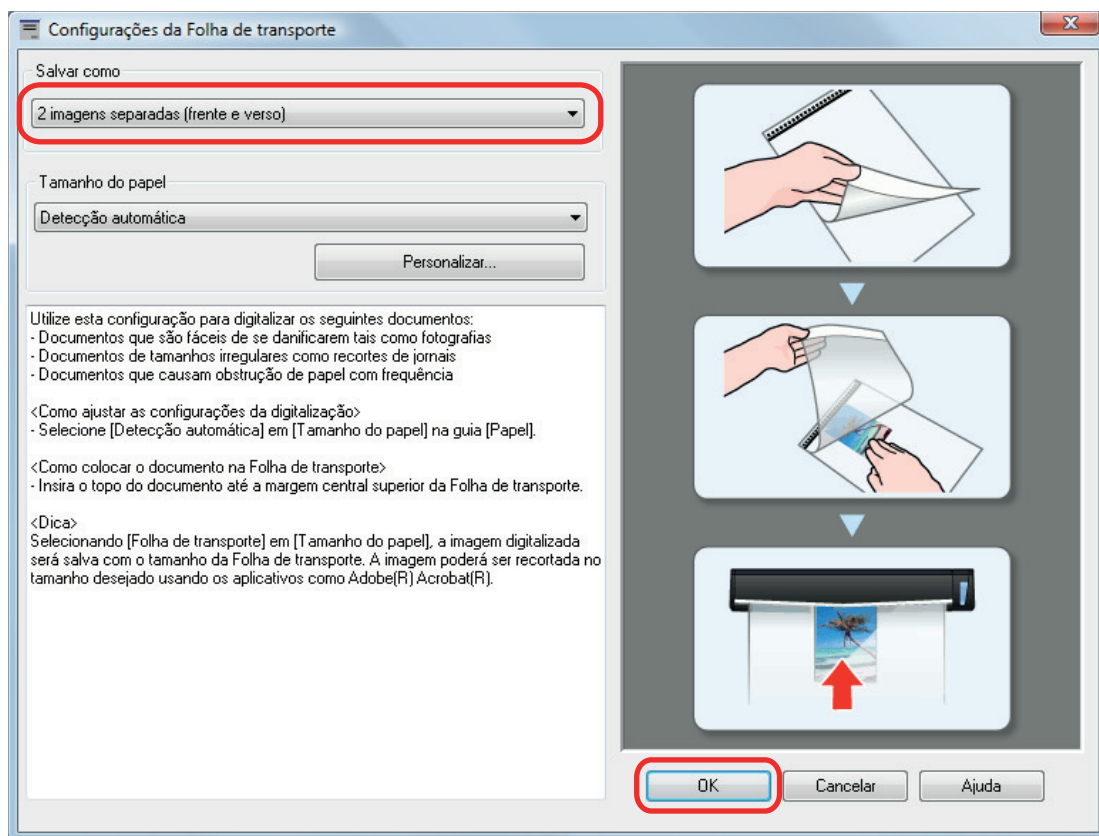 Configurações da Folha de transporte
Salvar como
2 imagens separadas (frente e verso)
Tamanho do papel
Detecção automática
Personalizar...
Utilize esta configuração para digitalizar os seguintes documentos:
- Documentos que são fáceis de se danificarem tais como fotografias
- Documentos de tamanhos irregulares como recortes de jornais
- Documentos que causam obstrução de papel com frequência
<Como ajustar as configurações da digitalização>
- Selecione [Detecção automática] em [Tamanho do papel] na guia [Papel].
<Como colocar o documento na Folha de transporte>
- Insira o topo do documento até a margem central superior da Folha de transporte.
<Dica>
Selecionando [Folha de transporte] em [Tamanho do papel], a imagem digitalizada
será salva com o tamanho da Folha de transporte. A imagem poderá ser recortada no
tamanho desejado usando os aplicativos como Adobe(R) Acrobat(R).
OK
Cancelar
Ajuda